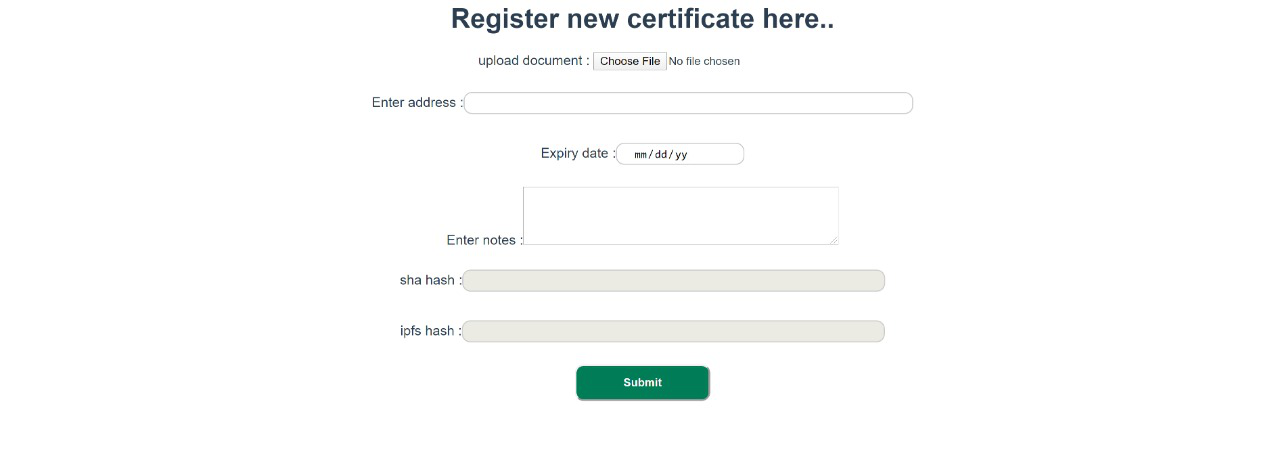 Register new certificate here..
upload document : Choose File No file chosen
Enter address :
Expiry date : mm/dd/yy
Enter notes :
sha hash :
ipfs hash :
Submit